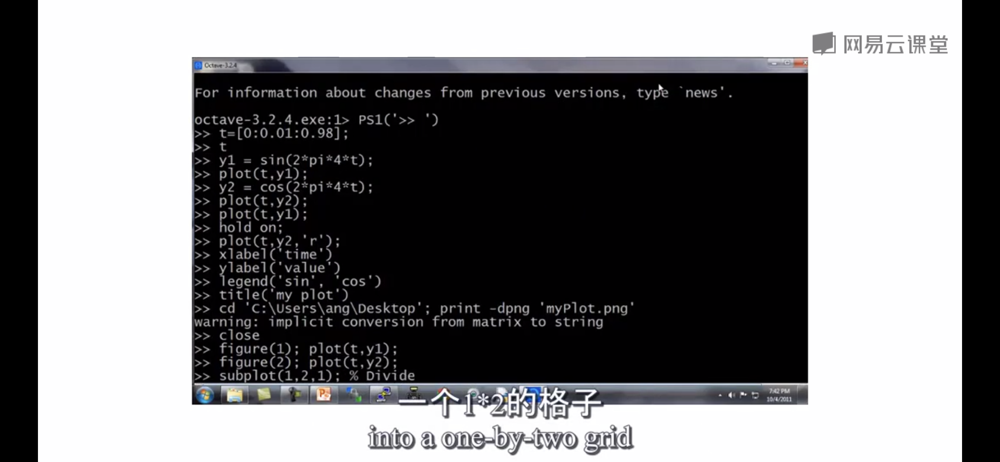 网易云课堂
Octave-3.2.4
For information about changes from previous versions, type `news'.
octave-3.2.4.exe:1> PS1('>> ')
>> t=[0:0.01:0.98];
>> t
>> y1 = sin(2*pi*4*t);
>> plot(t,y1);
>> y2 = cos(2*pi*4*t);
>> plot(t,y2);
>> plot(t,y1);
>> hold on;
>> plot(t,y2,'r');
>> xlabel('time')
>> ylabel('value')
>> legend('sin', 'cos')
>> title('my plot')
>> cd 'C:\Users\ang\Desktop'; print -dpng 'myPlot.png'
warning: implicit conversion from matrix to string
>> close
>> figure(1); plot(t,y1);
>> figure(2); plot(t,y2);
>> subplot(1,2,1); % Divide
7:42 PM
10/4/2011
一个1*2的格子
into a one-by-two grid